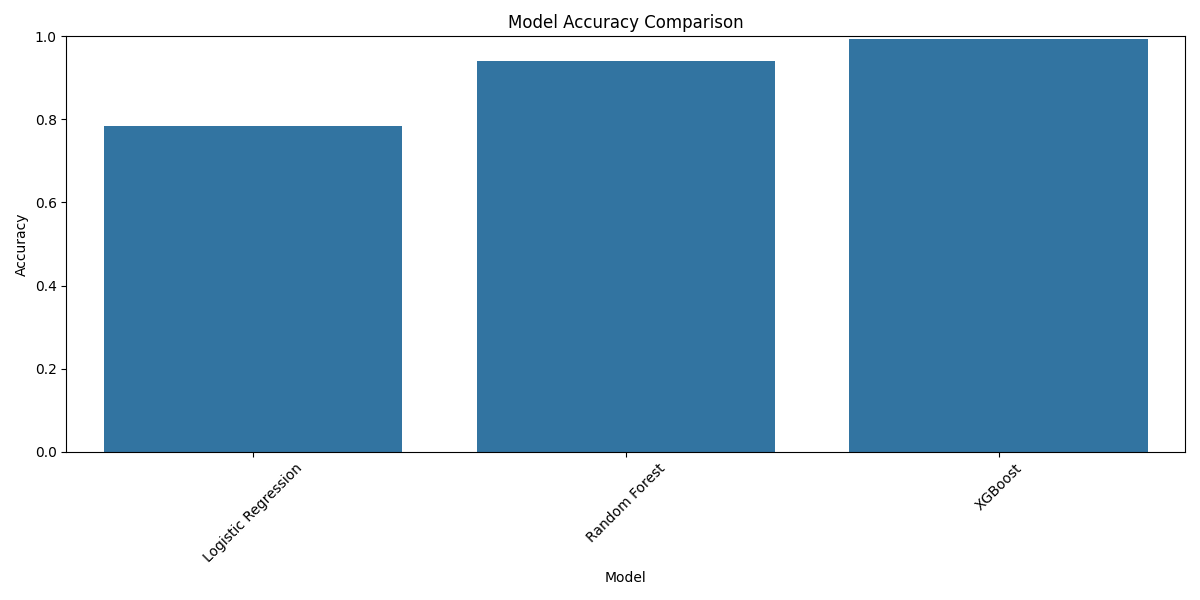 Model Accuracy Comparison
1.0
0.8
0.6
0.4
0.2
0.0
Accuracy
Logistic Regression
Random Forest
XGBoost
Model